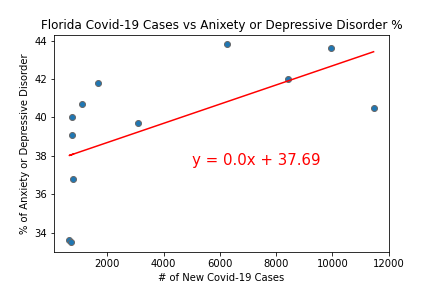 Florida Covid-19 Cases vs Anixety or Depressive Disorder %
44
42
40
38
36
34
% of Anxiety or Depressive Disorder
y = 0.0x + 37.69
2000 4000 6000 8000 10000 12000
# of New Covid-19 Cases